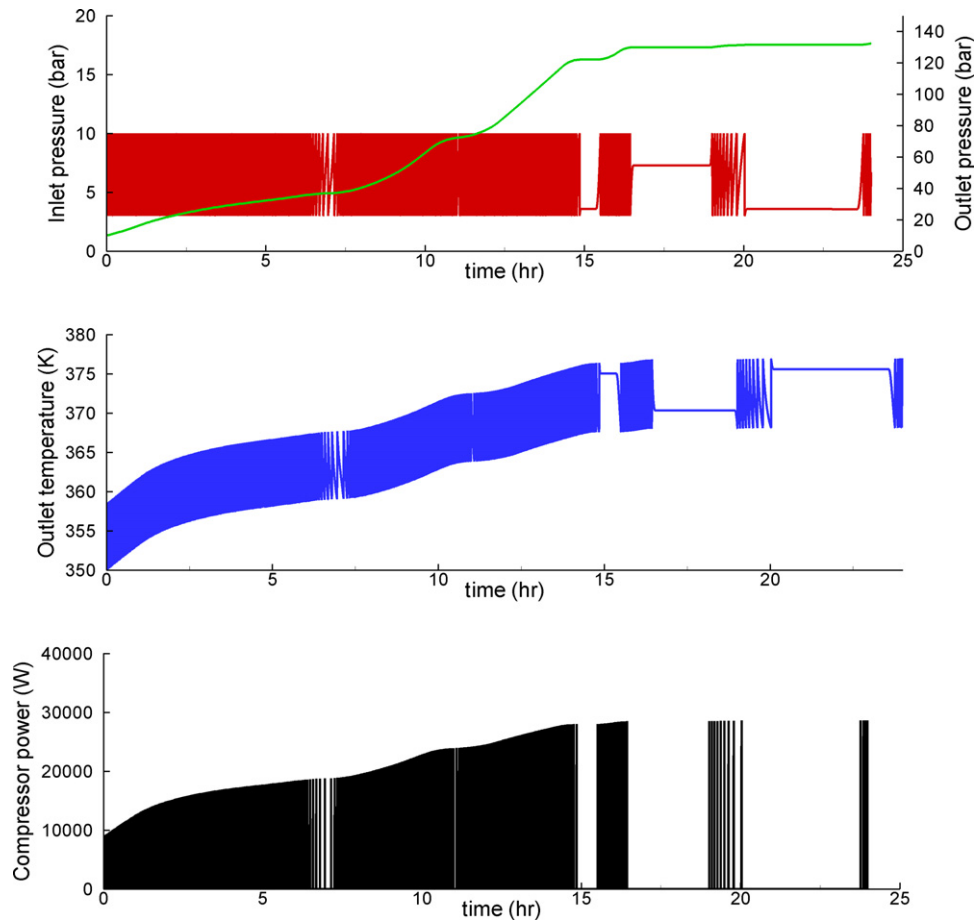 20
15
10
5
0
Inlet pressure (bar)
140
120
100
80
60
40
20
0
Outlet pressure (bar)
0 5 10 15 20 25
time (hr)
380
375
370
365
360
355
350
Outlet temperature (K)
0 5 10 15 20
time (hr)
40000
30000
20000
10000
0
Compressor power (W)
0 5 10 15 20 25
time (hr)